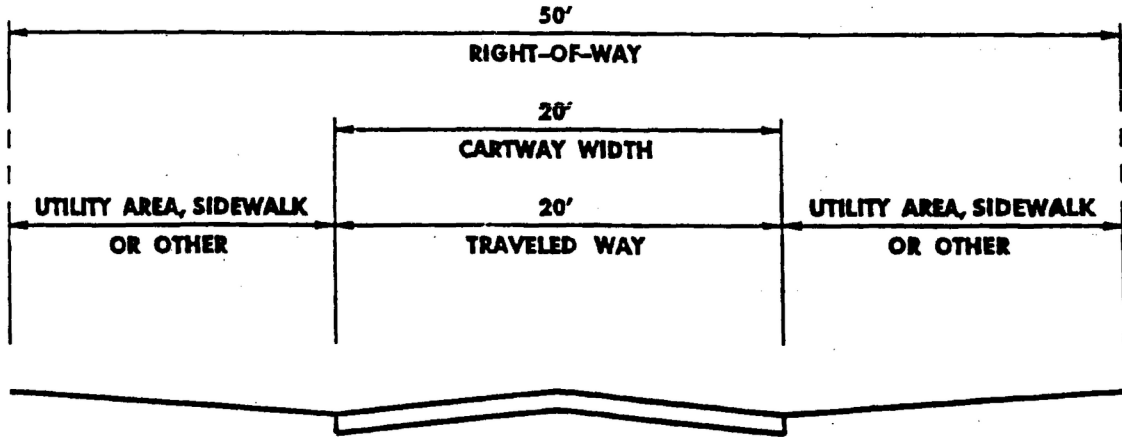 50′
RIGHT-OF-WAY
20′
CARTWAY WIDTH
UTILITY AREA, SIDEWALK
OR OTHER
20′
TRAVELED WAY
UTILITY AREA, SIDEWALK
OR OTHER